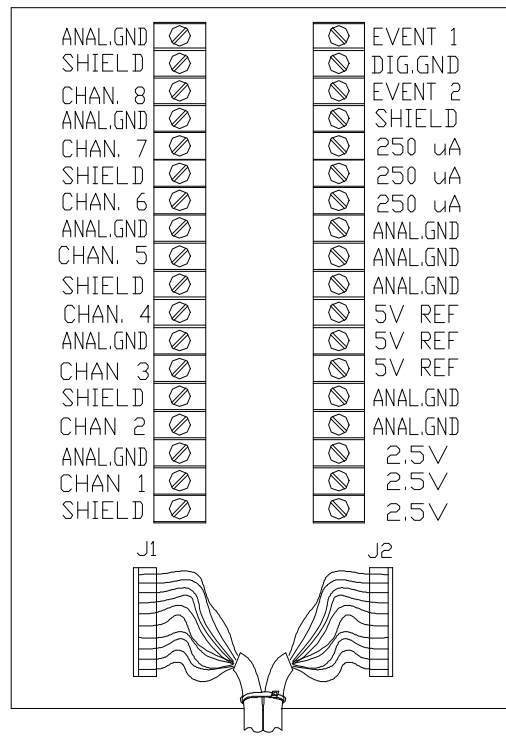 ANAL.GND
SHIELD
CHAN. 8
ANAL.GND
CHAN. 7
SHIELD
CHAN. 6
ANAL.GND
CHAN. 5
SHIELD
CHAN. 4
ANAL.GND
CHAN 3
SHIELD
CHAN 2
ANAL.GND
CHAN 1
SHIELD
EVENT 1
DIG.GND
EVENT 2
SHIELD
250 uA
250 uA
250 uA
ANAL.GND
ANAL.GND
ANAL.GND
5V REF
5V REF
5V REF
ANAL.GND
ANAL.GND
2.5V
2.5V
2.5V
J1
J2